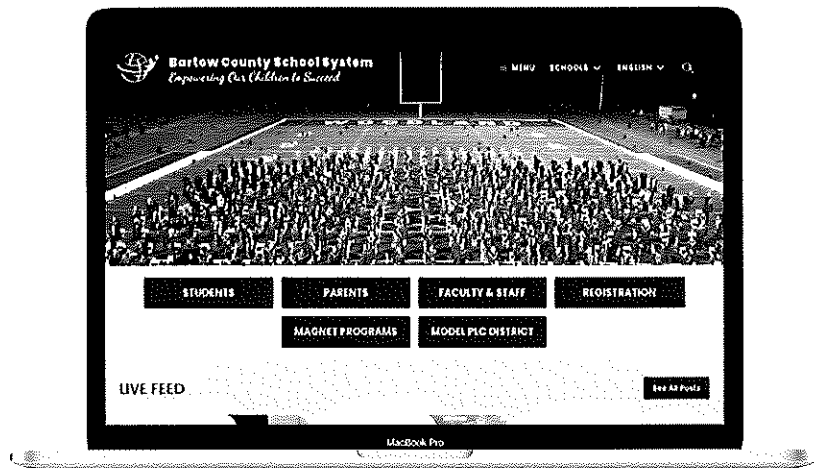 Bartow County School System
Empowering Our Children to Succeed
MENU SCHOOLS ENGLISH
STUDENTS PARENTS FACULTY & STAFF REGISTRATION
MAGNET PROGRAMS MODEL PLC DISTRICT
LIVE FEED See All Posts
MacBook Pro